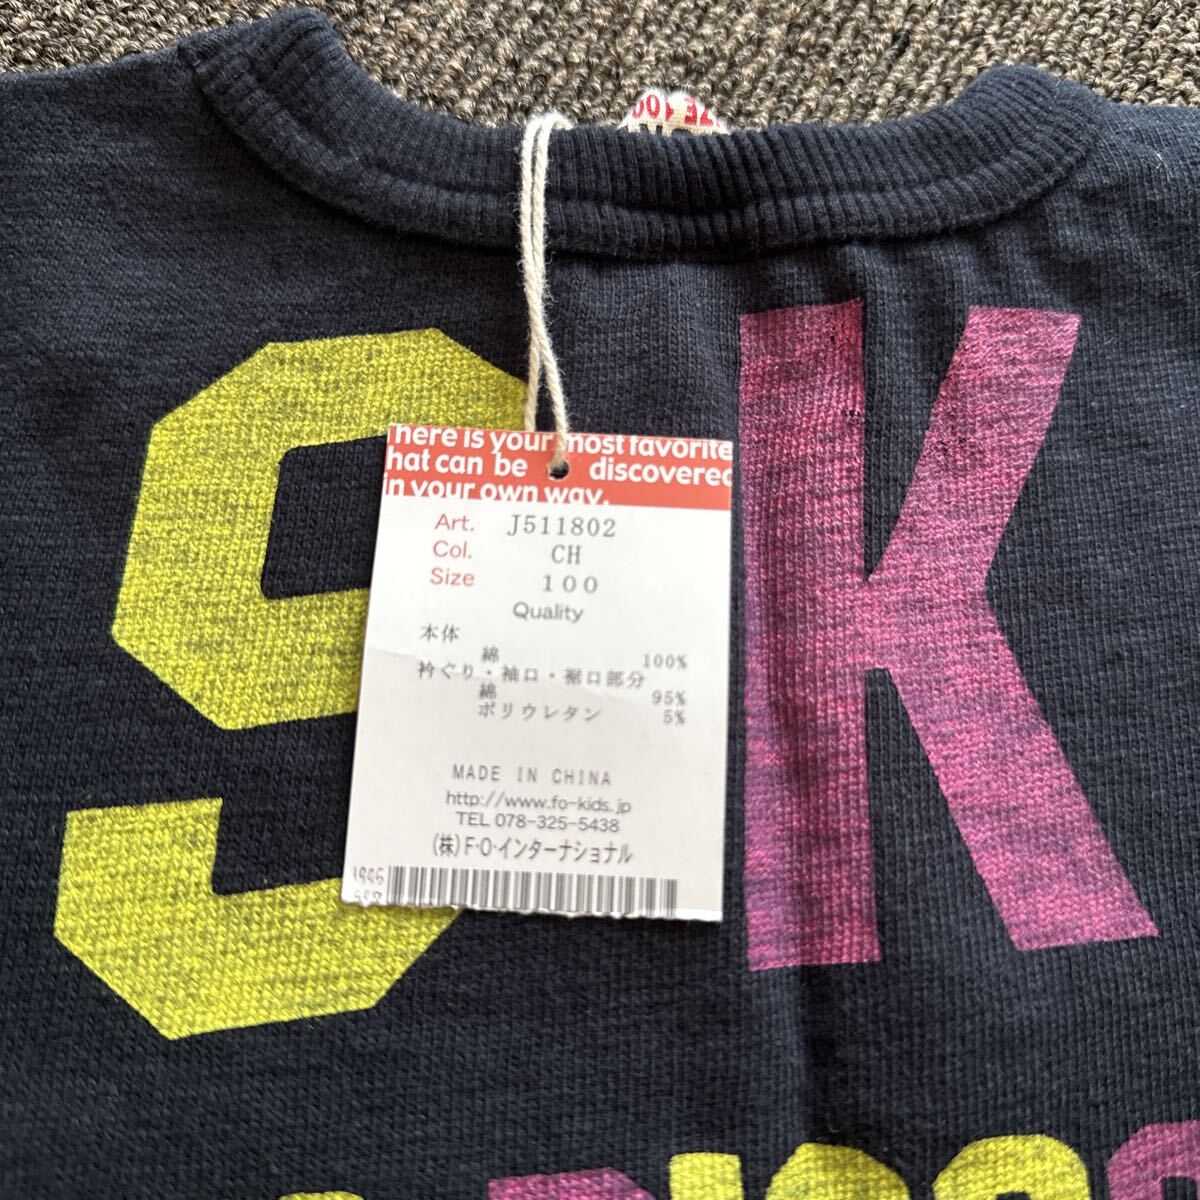 7E 100
SK
here is your most favorite
hat can be discovered
in your own way.
Art. J511802
Col. CH
Size 100
Quality
本体
綿 100%
衿ぐり・袖口・裾口部分
綿 95%
ポリウレタン 5%
MADE IN CHINA
http://www.fo-kids.jp
TEL 078-325-5438
(株)F·O·インターナショナル